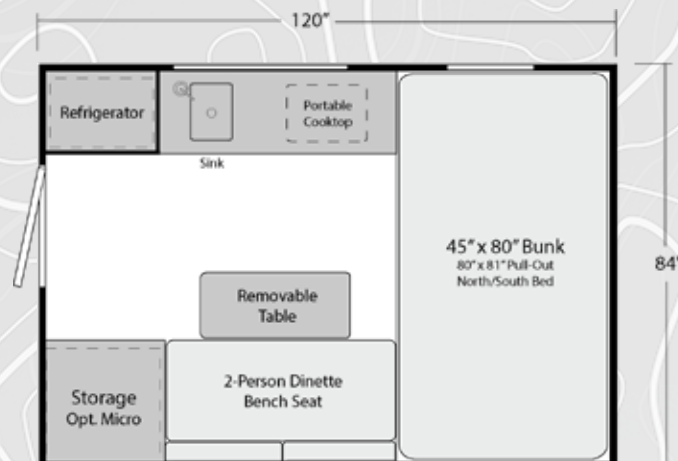 120”
Refrigerator
Portable
Cooktop
Sink
45” x 80” Bunk
80” x 81” Pull-Out
North/South Bed
84”
Removable
Table
2-Person Dinette
Bench Seat
Storage
Opt. Micro